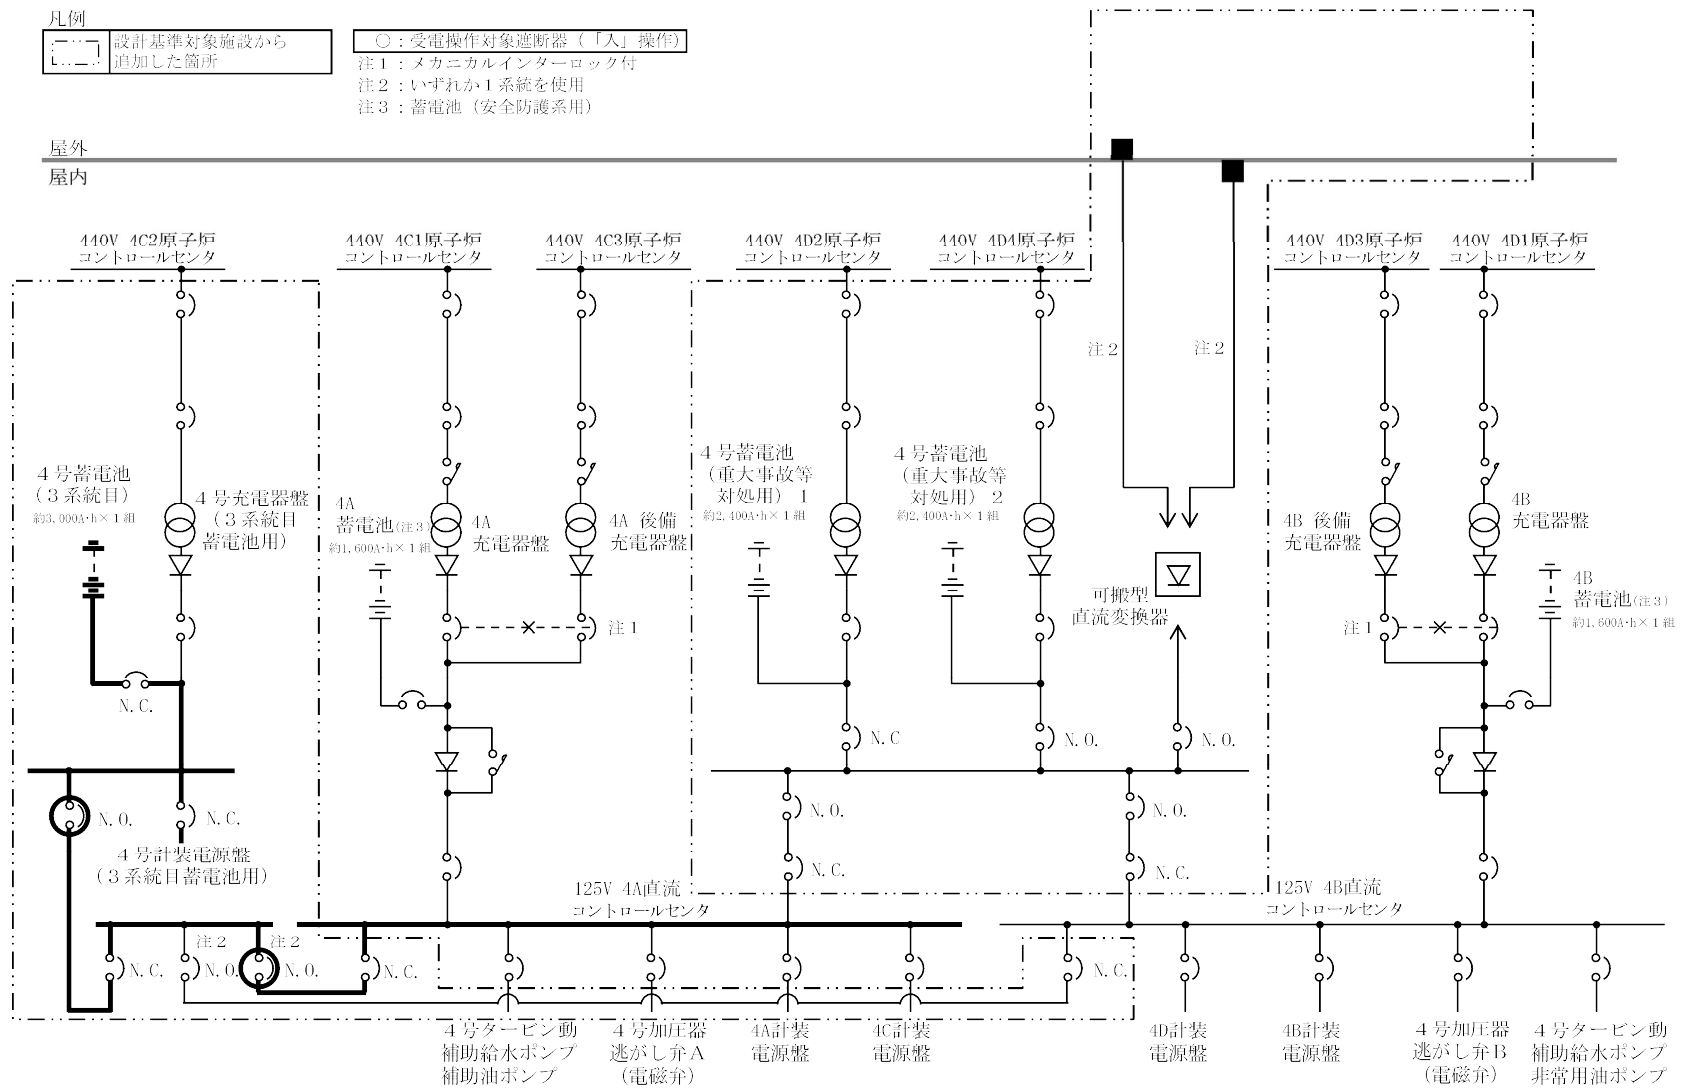 凡例
設計基準対象施設から
追加した箇所
○：受電操作対象遮断器（「入」操作）
注１：メカニカルインターロック付
注２：いずれか１系統を使用
注３：蓄電池（安全防護系用）
屋外
屋内
440V 4C2原子炉
コントロールセンタ
440V 4C1原子炉
コントロールセンタ
440V 4C3原子炉
コントロールセンタ
440V 4D2原子炉
コントロールセンタ
440V 4D4原子炉
コントロールセンタ
440V 4D3原子炉
コントロールセンタ
440V 4D1原子炉
コントロールセンタ
注２
注２
４号蓄電池
（３系統目）
約3,000A･h×１組
４号充電器盤
（３系統目
蓄電池用）
4A
蓄電池(注３)
約1,600A･h×１組
4A
充電器盤
4A 後備
充電器盤
４号蓄電池
（重大事故等
対処用）１
約2,400A･h×１組
４号蓄電池
（重大事故等
対処用）２
約2,400A･h×１組
可搬型
直流変換器
4B 後備
充電器盤
4B
充電器盤
4B
蓄電池(注３)
約1,600A･h×１組
注１
注１
N.C.
N.C
N.O.
N.O.
N.O.
N.C.
N.O.
N.O.
N.C.
N.C.
４号計装電源盤
（３系統目蓄電池用）
125V 4A直流
コントロールセンタ
125V 4B直流
コントロールセンタ
注２
注２
N.C.
N.O.
N.O.
N.C.
N.C.
４号タービン動
補助給水ポンプ
補助油ポンプ
４号加圧器
逃がし弁Ａ
（電磁弁）
4A計装
電源盤
4C計装
電源盤
4D計装
電源盤
4B計装
電源盤
４号加圧器
逃がし弁Ｂ
（電磁弁）
４号タービン動
補助給水ポンプ
非常用油ポンプ